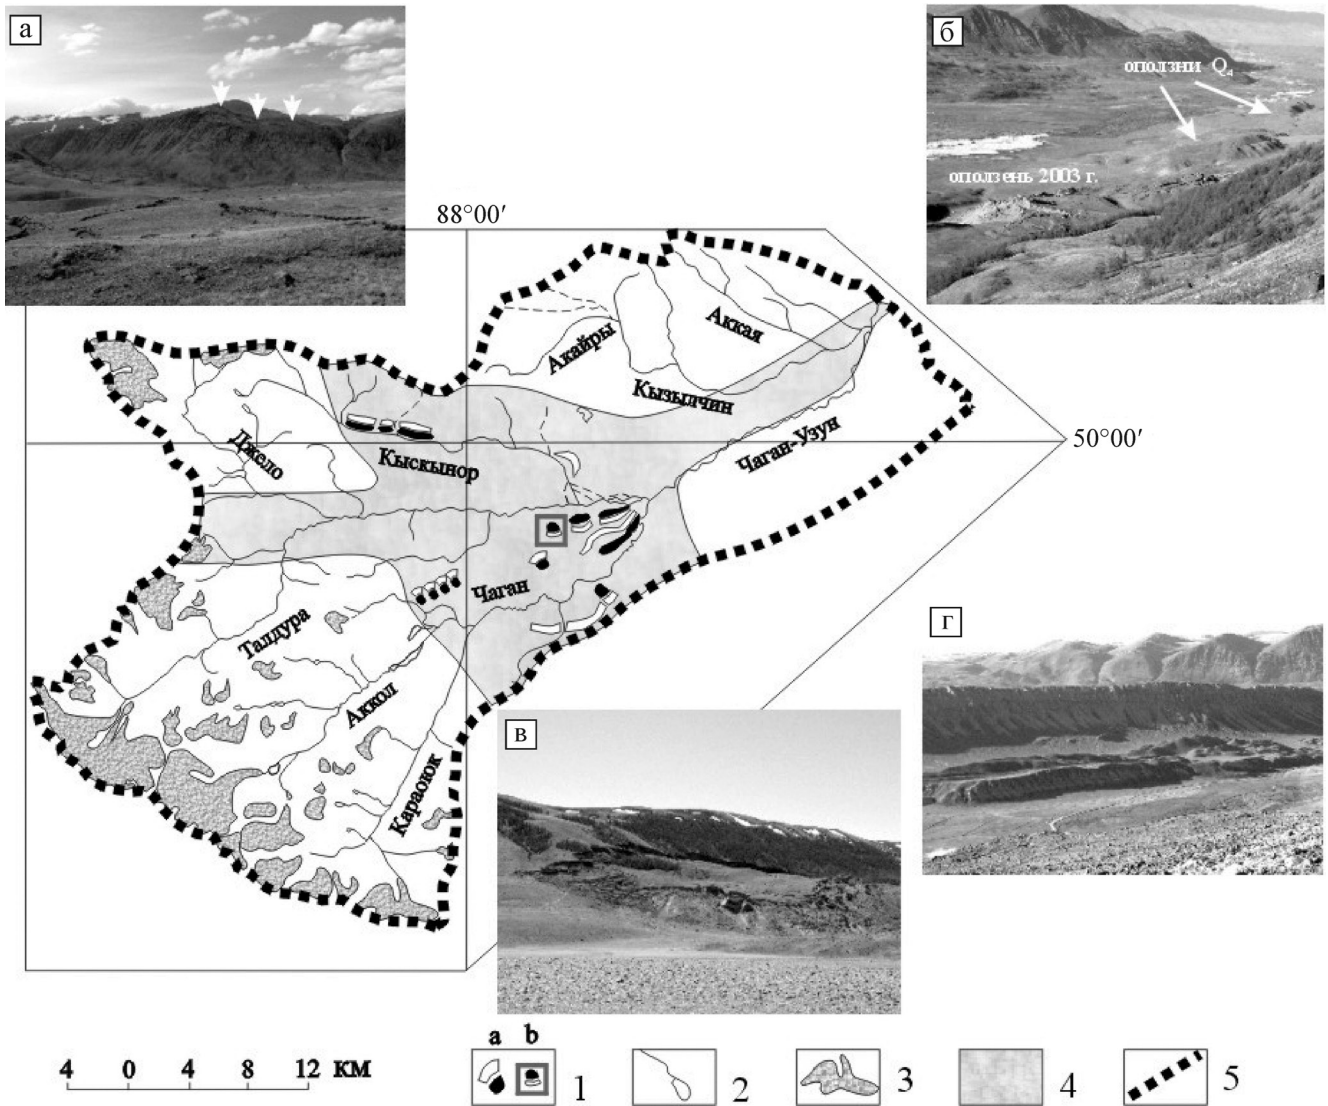 а
б
оползни Q₄
оползень 2003 г.
88°00′
Аккая
Акайры
Кызылчин
50°00′
Чаган-Узун
Джело
Кыскынор
Чаган
Талдура
Аккол
Караоюк
в
г
a b
4 0 4 8 12 км
1 2 3 4 5